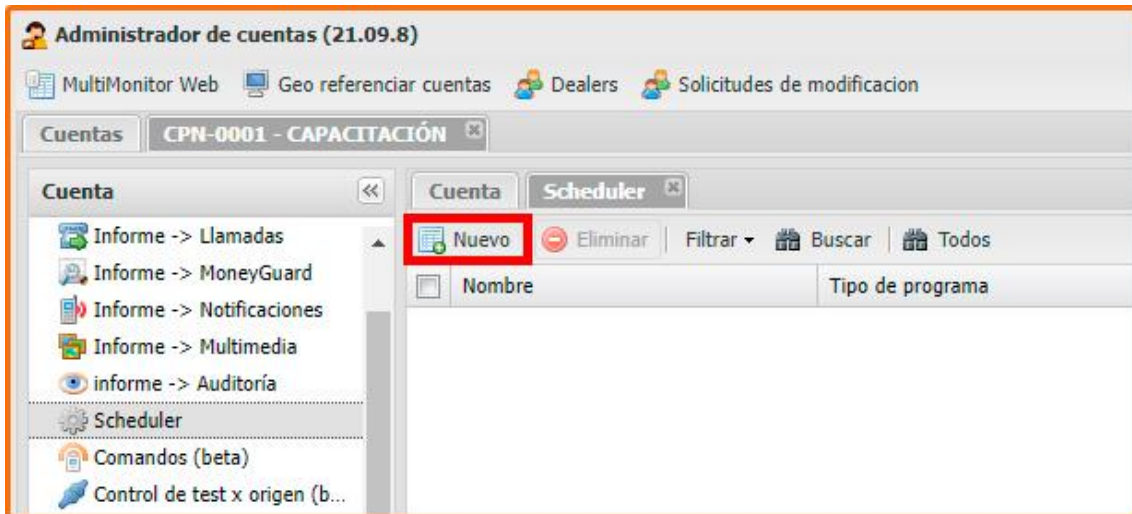 Administrador de cuentas (21.09.8)
MultiMonitor Web Geo referenciar cuentas Dealers Solicitudes de modificacion
Cuentas CPN-0001 - CAPACITACIÓN
Cuenta
Informe -> Llamadas
Informe -> MoneyGuard
Informe -> Notificaciones
Informe -> Multimedia
informe -> Auditoría
Scheduler
Comandos (beta)
Control de test x origen (b...
Cuenta Scheduler
Nuevo Eliminar Filtrar Buscar Todos
Nombre Tipo de programa